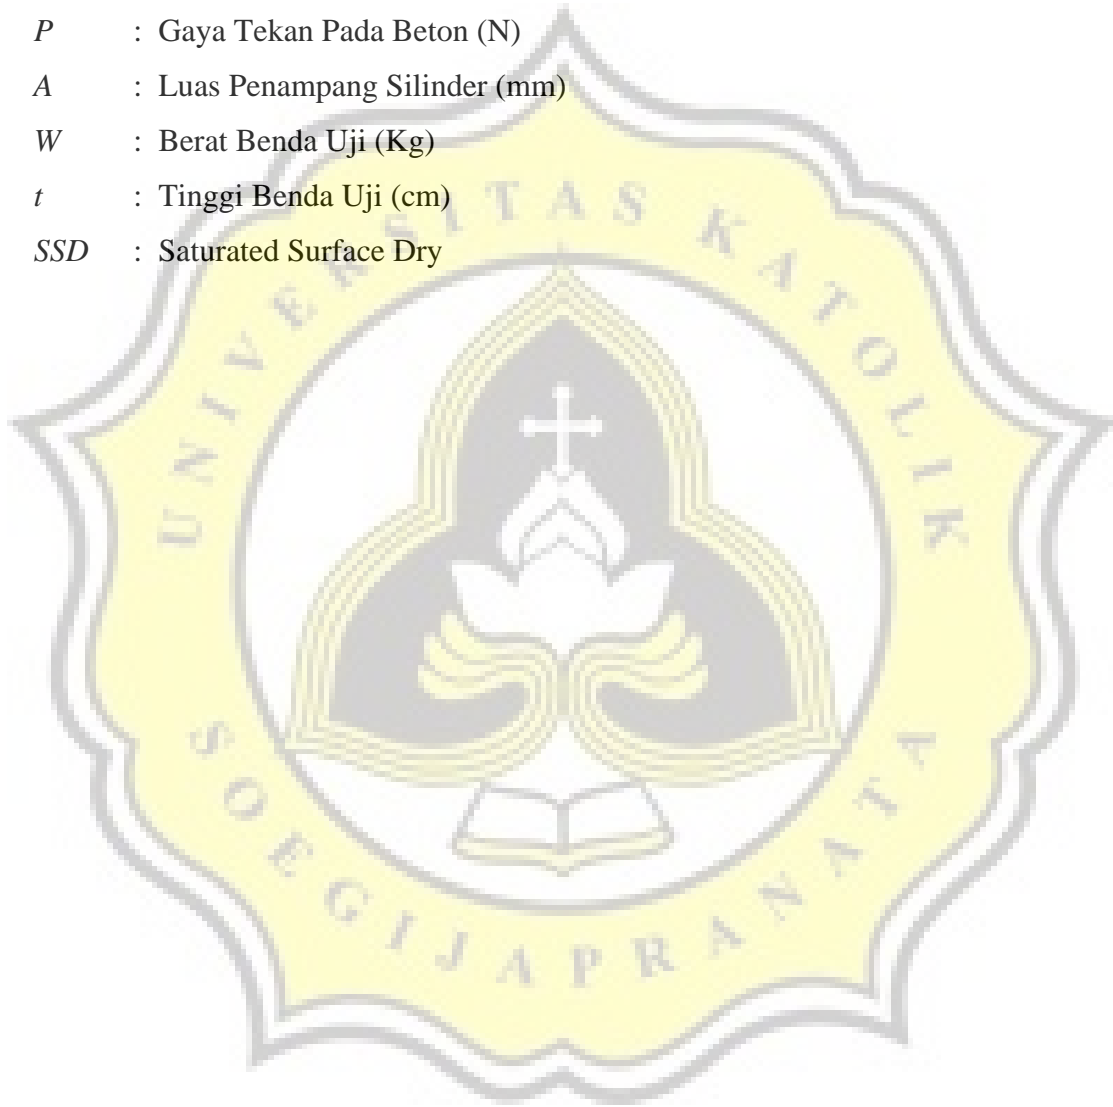 P : Gaya Tekan Pada Beton (N)
A : Luas Penampang Silinder (mm)
W : Berat Benda Uji (Kg)
t : Tinggi Benda Uji (cm)
SSD : Saturated Surface Dry
UNIVERSITAS KATOLIK
SOEGIJAPRANATA